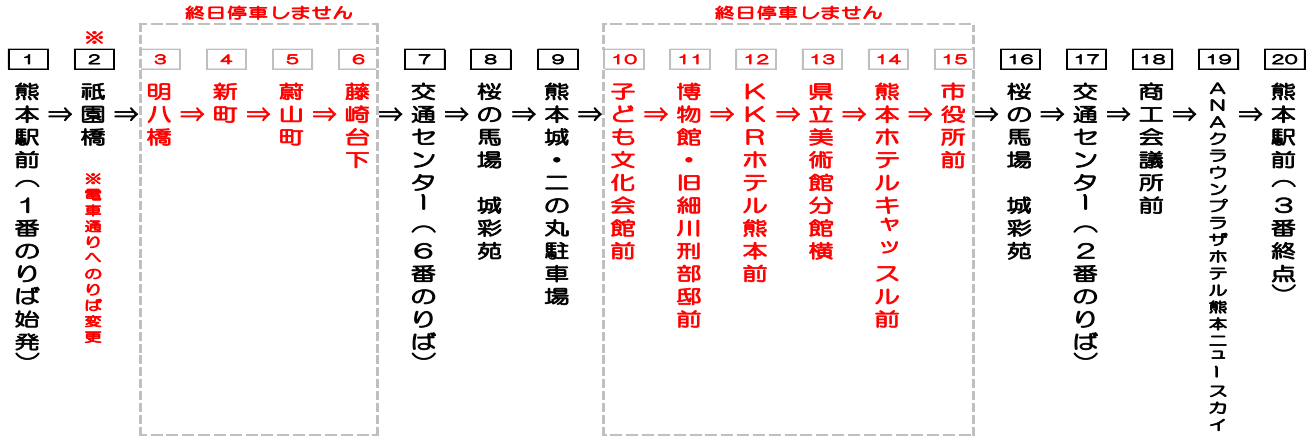 終日停車しません
終日停車しません
1
熊本駅前（1番のりば始発）
⇒
※
2
祇園橋
※電車通りへのりば変更
⇒
3
明八橋
⇒
4
新町
⇒
5
蔚山町
⇒
6
藤崎台下
⇒
7
交通センター（6番のりば）
⇒
8
桜の馬場　城彩苑
⇒
9
熊本城・二の丸駐車場
⇒
10
子ども文化会館前
⇒
11
博物館・旧細川刑部邸前
⇒
12
KKRホテル熊本前
⇒
13
県立美術館分館横
⇒
14
熊本ホテルキャッスル前
⇒
15
市役所前
⇒
16
桜の馬場　城彩苑
⇒
17
交通センター（2番のりば）
⇒
18
商工会議所前
⇒
19
ANAクラウンプラザホテル熊本ニュースカイ
⇒
20
熊本駅前（3番終点）